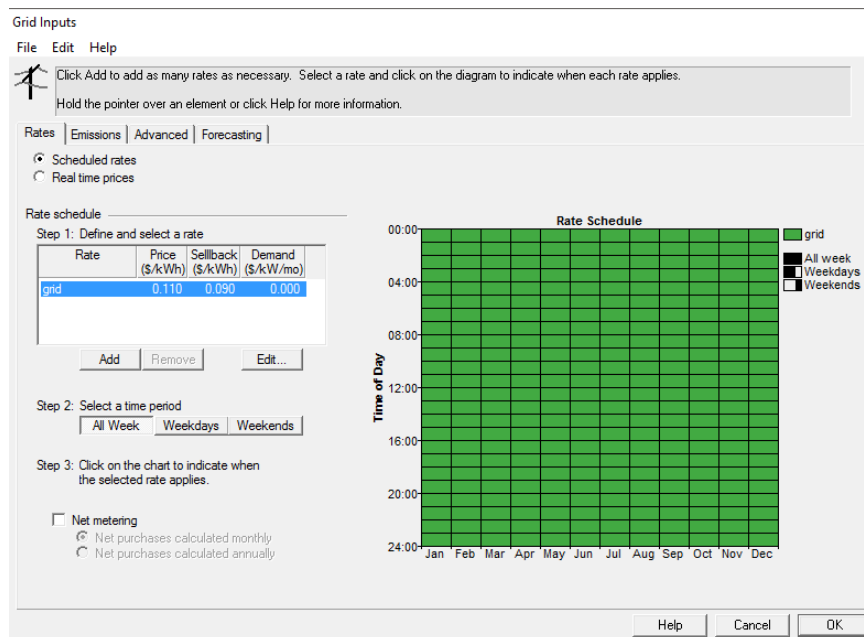 Grid Inputs
File Edit Help
Click Add to add as many rates as necessary. Select a rate and click on the diagram to indicate when each rate applies.
Hold the pointer over an element or click Help for more information.
Rates Emissions Advanced Forecasting
Scheduled rates
Real time prices
Rate schedule
Step 1: Define and select a rate
Rate Price Sellback Demand
($/kWh) ($/kWh) ($/kW/mo)
grid 0.110 0.090 0.000
Add Remove Edit...
Step 2: Select a time period
All Week Weekdays Weekends
Step 3: Click on the chart to indicate when
the selected rate applies.
Net metering
Net purchases calculated monthly
Net purchases calculated annually
Rate Schedule
Time of Day
00:00
04:00
08:00
12:00
16:00
20:00
24:00
Jan Feb Mar Apr May Jun Jul Aug Sep Oct Nov Dec
grid
All week
Weekdays
Weekends
Help Cancel OK